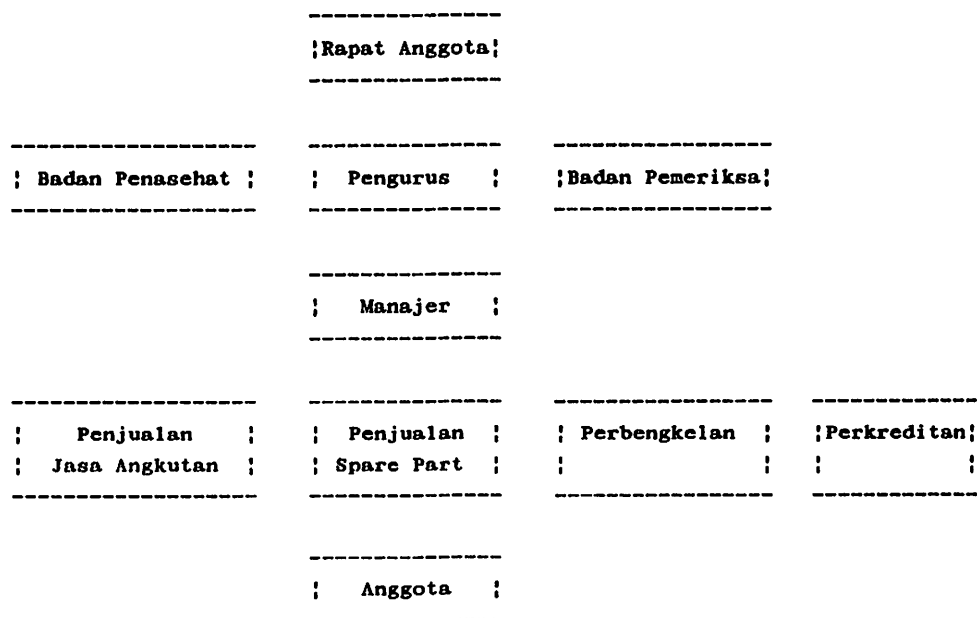 Rapat Anggota
Badan Penasehat Pengurus Badan Pemeriksa
Manajer
Penjualan Penjualan Perbengkelan Perkreditan
Jasa Angkutan Spare Part
Anggota